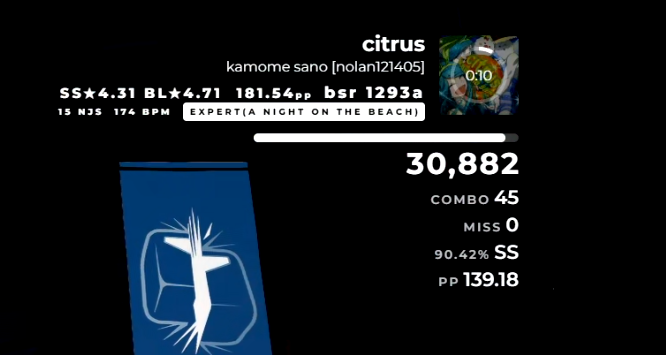 citrus
kamome sano [nolan121405]
0:10
SS★4.31 BL★4.71 181.54pp bsr 1293a
15 NJS 174 BPM EXPERT(A NIGHT ON THE BEACH)
30,882
COMBO 45
MISS 0
90.42% SS
PP 139.18